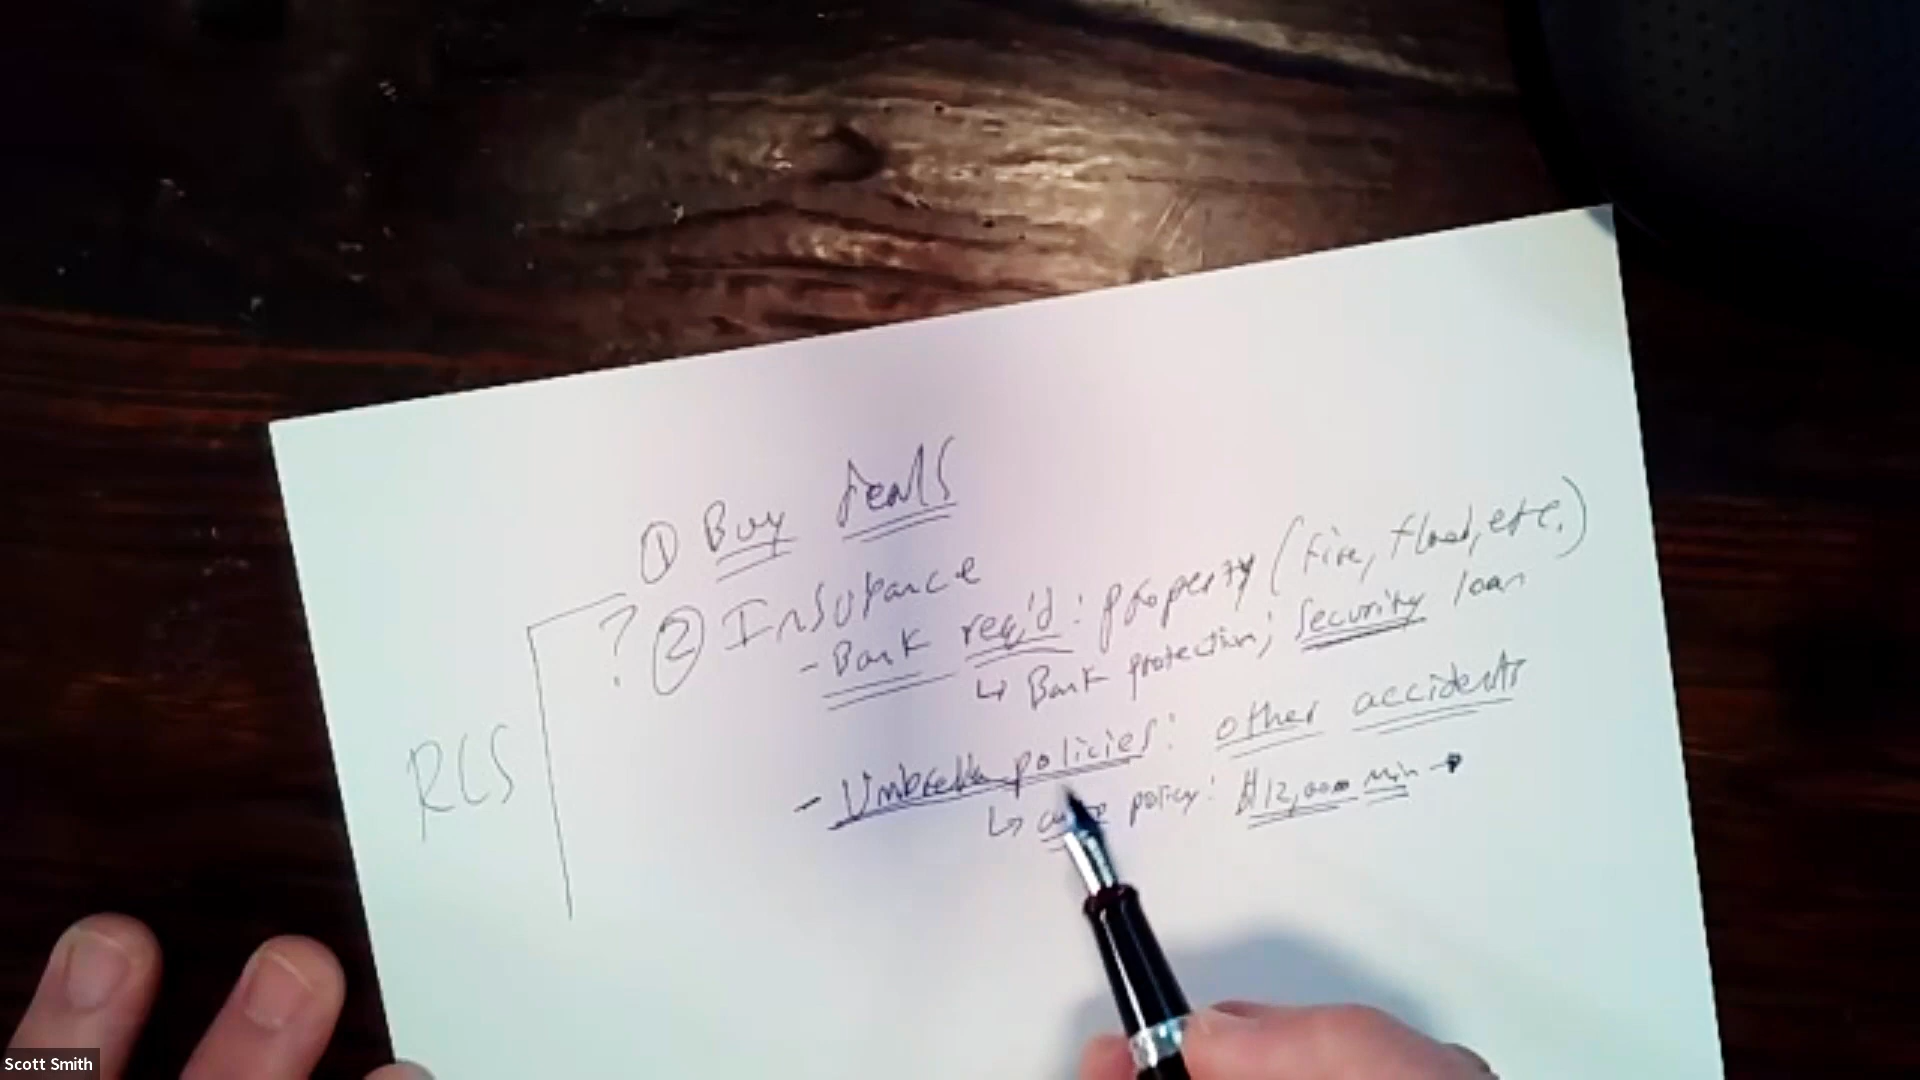 ① Buy deals
? ② Insurance
- Bank req'd: property (fire, flood, etc.)
↳ Bank protection; security loan
RCS
- Umbrella policies: other accidents
↳ policy: $12,000 min →
Scott Smith